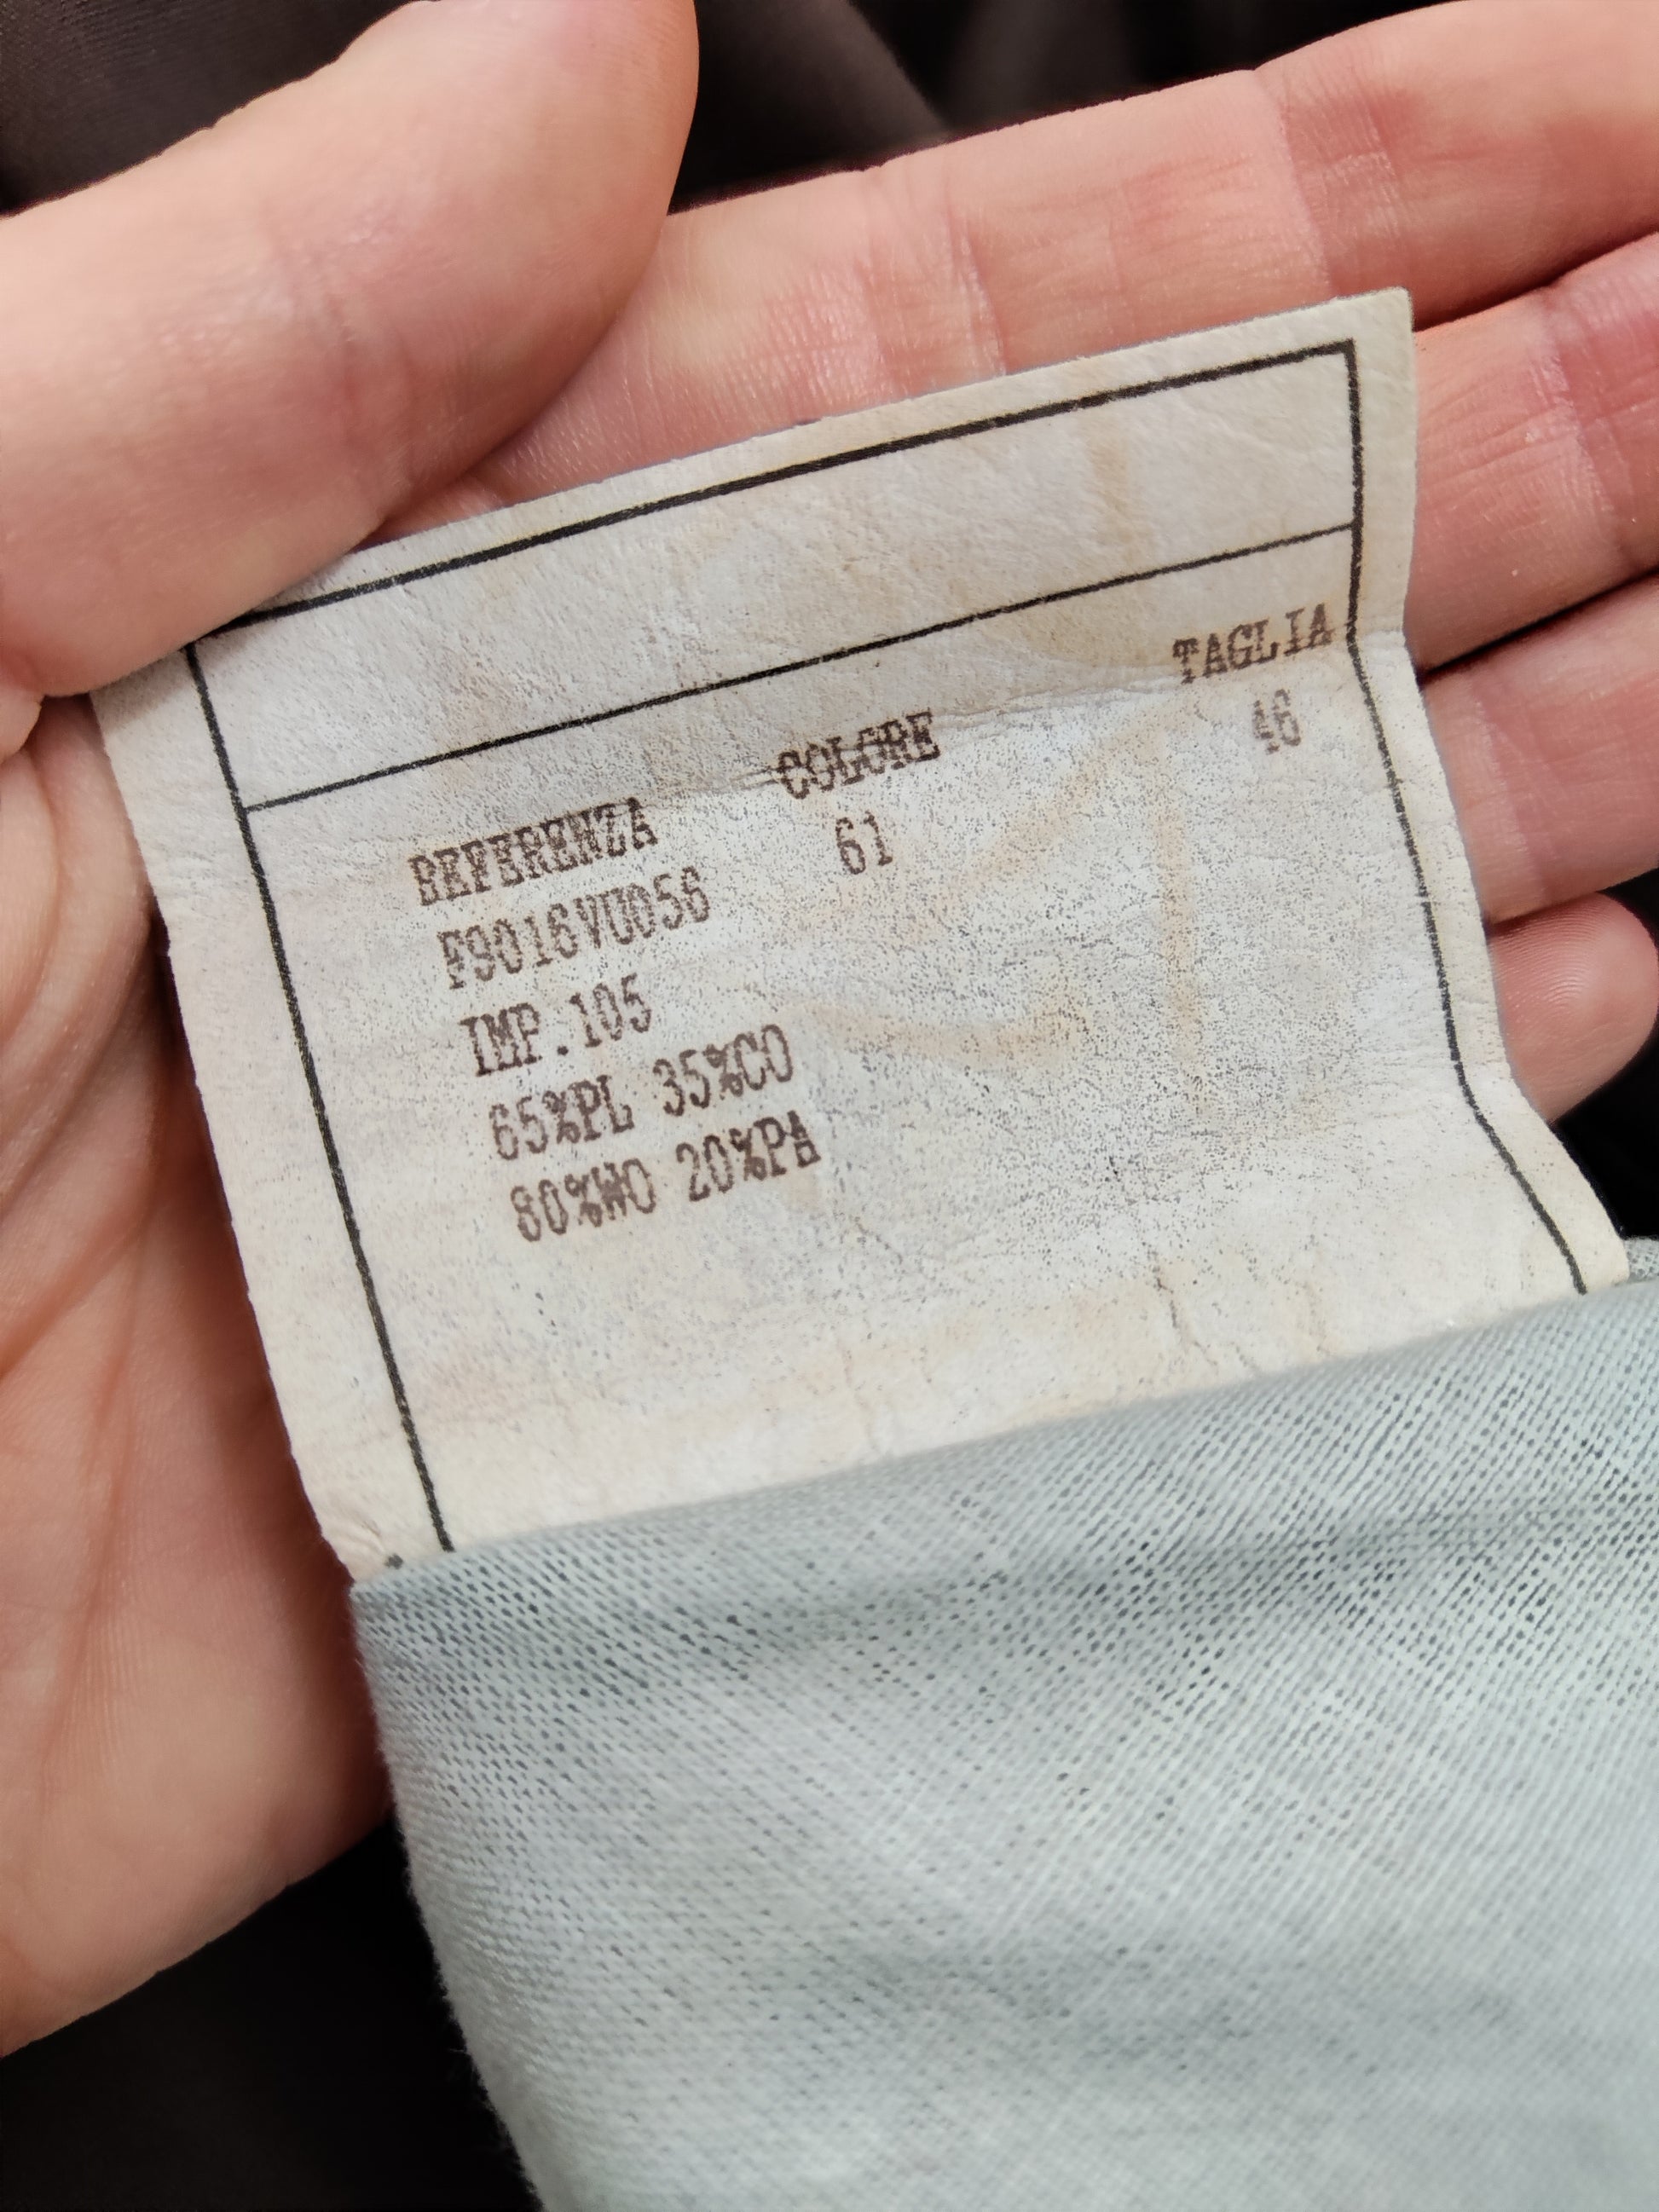 REFERENZA COLORE TAGLIA
F9016VU056 61 46
IMP.105
65%PL 35%CO
80%WO 20%PA